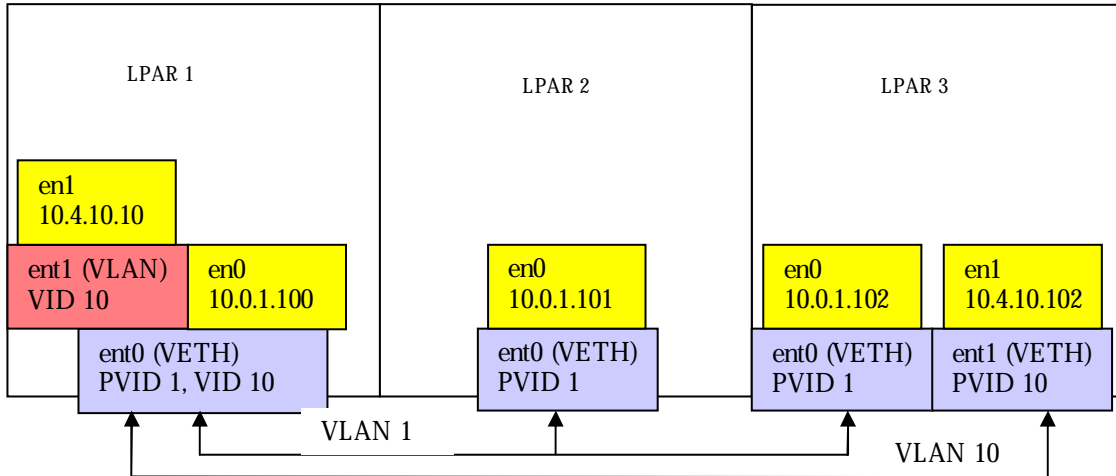 LPAR 1
LPAR 2
LPAR 3
en1
10.4.10.10
ent1 (VLAN)
VID 10
en0
10.0.1.100
ent0 (VETH)
PVID 1, VID 10
en0
10.0.1.101
ent0 (VETH)
PVID 1
en0
10.0.1.102
ent0 (VETH)
PVID 1
en1
10.4.10.102
ent1 (VETH)
PVID 10
VLAN 1
VLAN 10